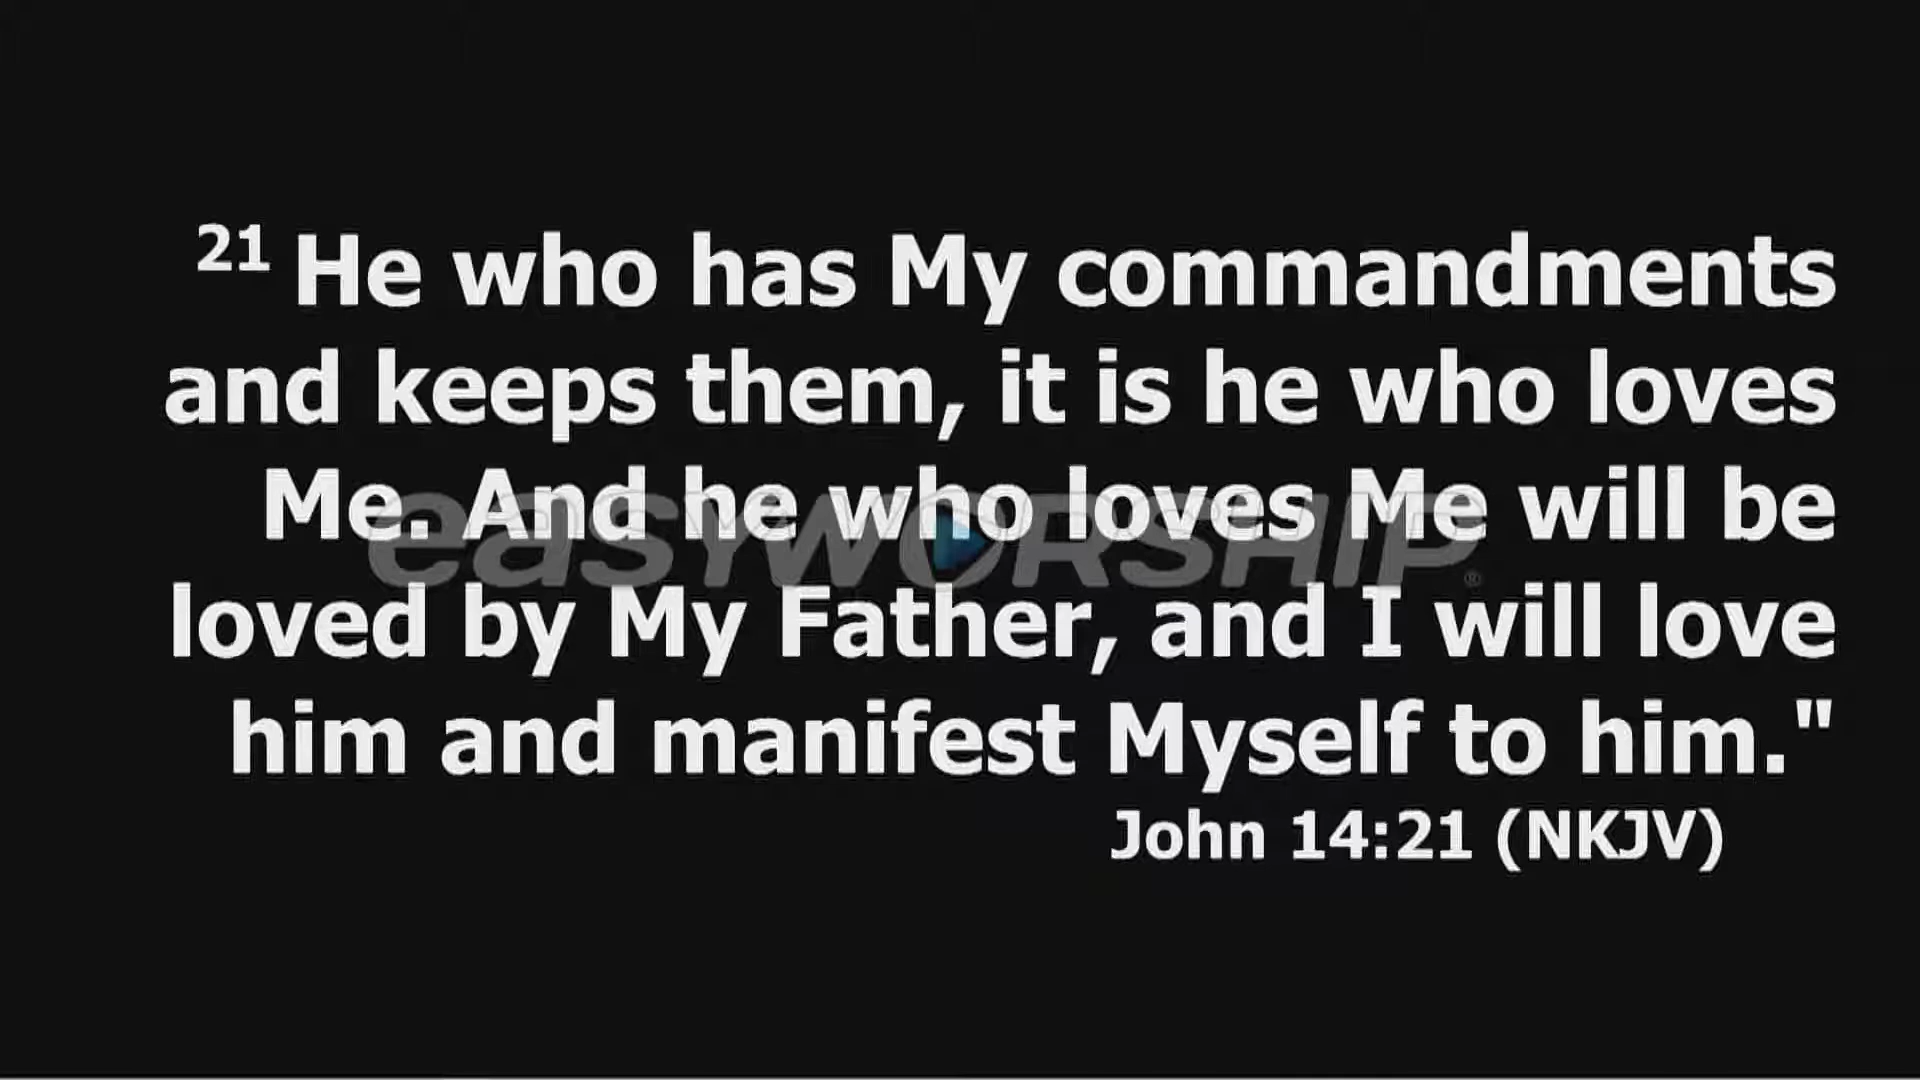 21 He who has My commandments
and keeps them, it is he who loves
Me. And he who loves Me will be
easyWORSHIP®
loved by My Father, and I will love
him and manifest Myself to him."
John 14:21 (NKJV)